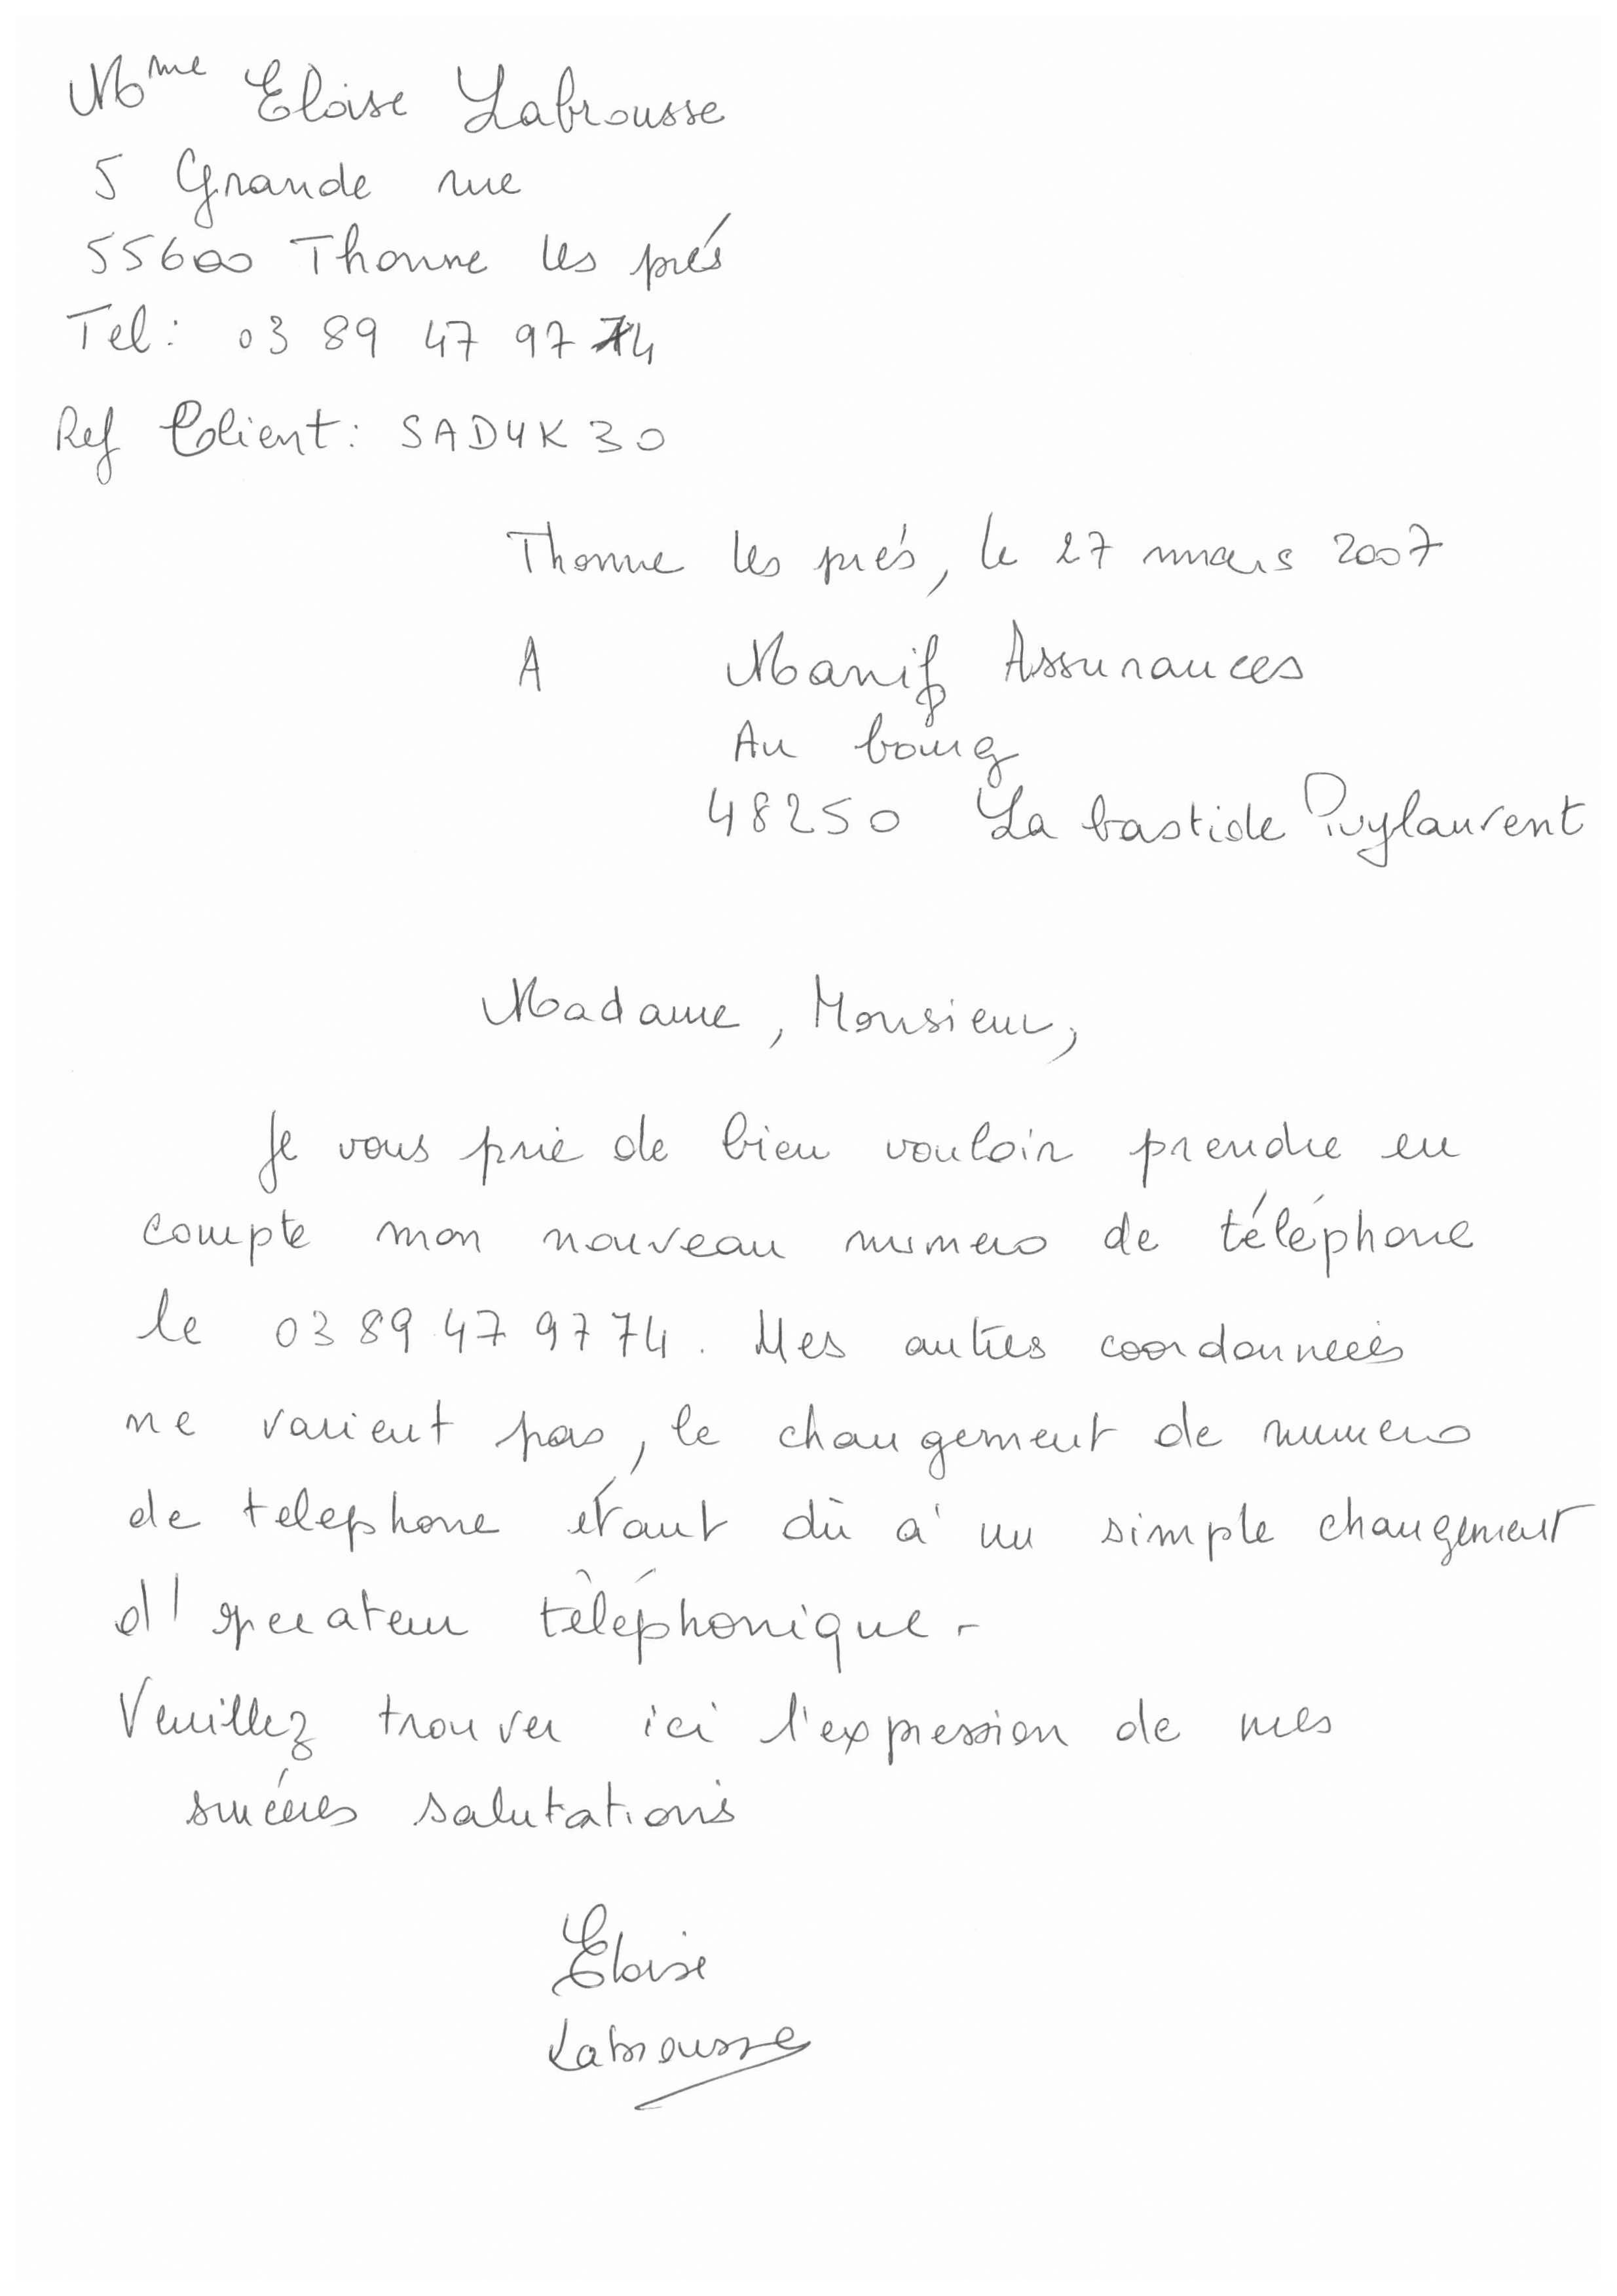 Mme Eloise Labrousse
5 Grande rue
55600 Thonne les prés
Tel : 03 89 47 97 74
Ref Client : SAD4K30
Thonne les prés, le 27 mars 2007
A Manif Assurances
Au bourg
48250 La bastide Puylaurent
Madame, Monsieur,
Je vous prie de bien vouloir prendre en
compte mon nouveau numero de téléphone
le 03 89 47 97 74. Mes autres coordonnées
ne varient pas, le changement de numero
de telephone étant dû à un simple changement
d'operateur téléphonique.
Veuillez trouver ici l'expression de mes
sincères salutations
Eloise
Labrousse